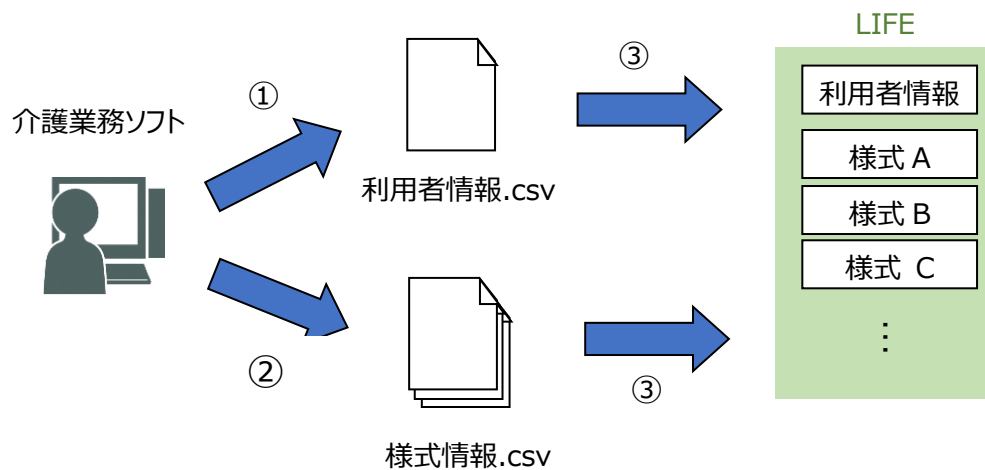 LIFE
①
③
介護業務ソフト
利用者情報.csv
利用者情報
様式 A
様式 B
様式 C
⋮
②
③
様式情報.csv